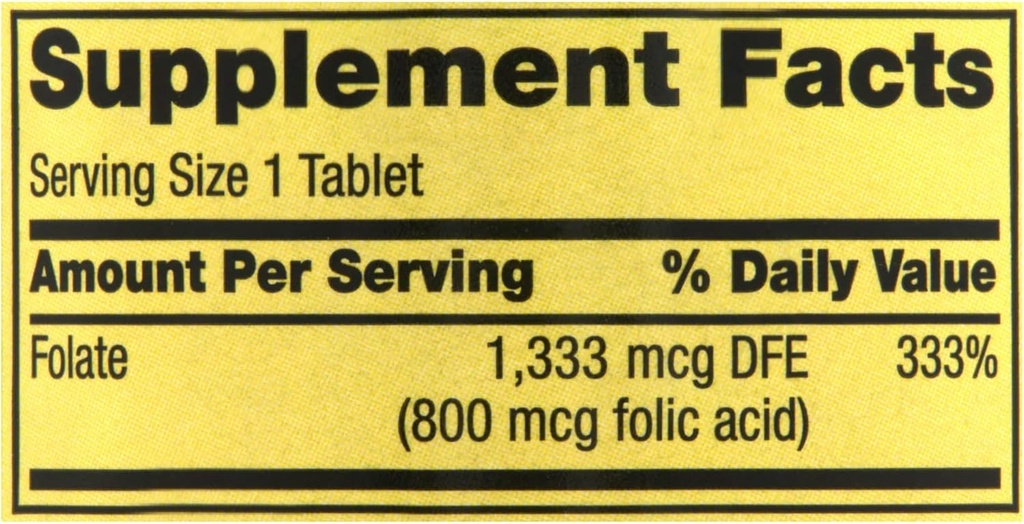 Supplement Facts
Serving Size 1 Tablet
Amount Per Serving % Daily Value
Folate 1,333 mcg DFE 333%
(800 mcg folic acid)